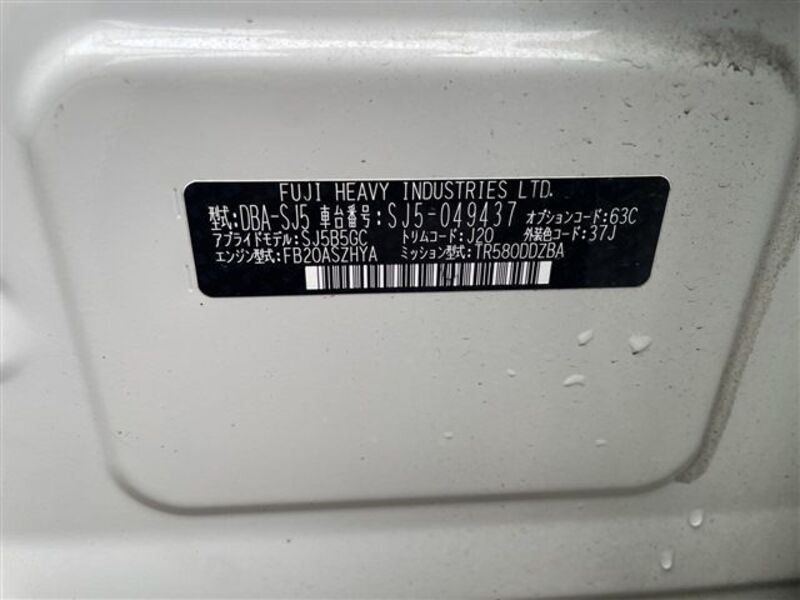 FUJI HEAVY INDUSTRIES LTD.
型式:DBA-SJ5 車台番号:SJ5-049437 オプションコード:63C
アプライドモデル:SJ5B5GC トリムコード:J20 外装色コード:37J
エンジン型式:FB20ASZHYA ミッション型式:TR580DDZBA